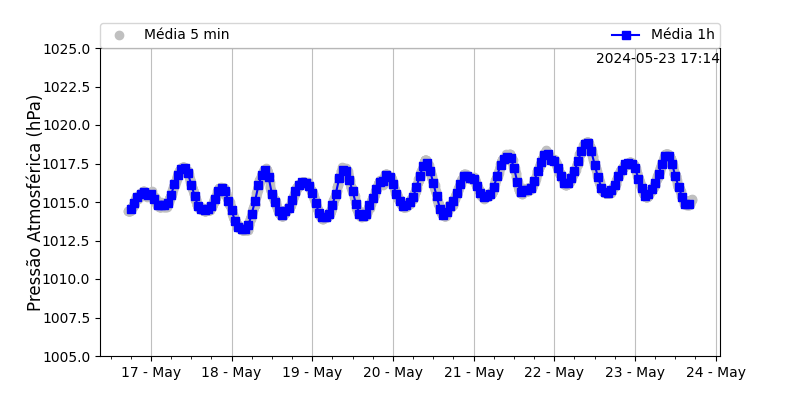 Média 5 min
Média 1h
2024-05-23 17:14
Pressão Atmosférica (hPa)
1025.0
1022.5
1020.0
1017.5
1015.0
1012.5
1010.0
1007.5
1005.0
17 - May
18 - May
19 - May
20 - May
21 - May
22 - May
23 - May
24 - May